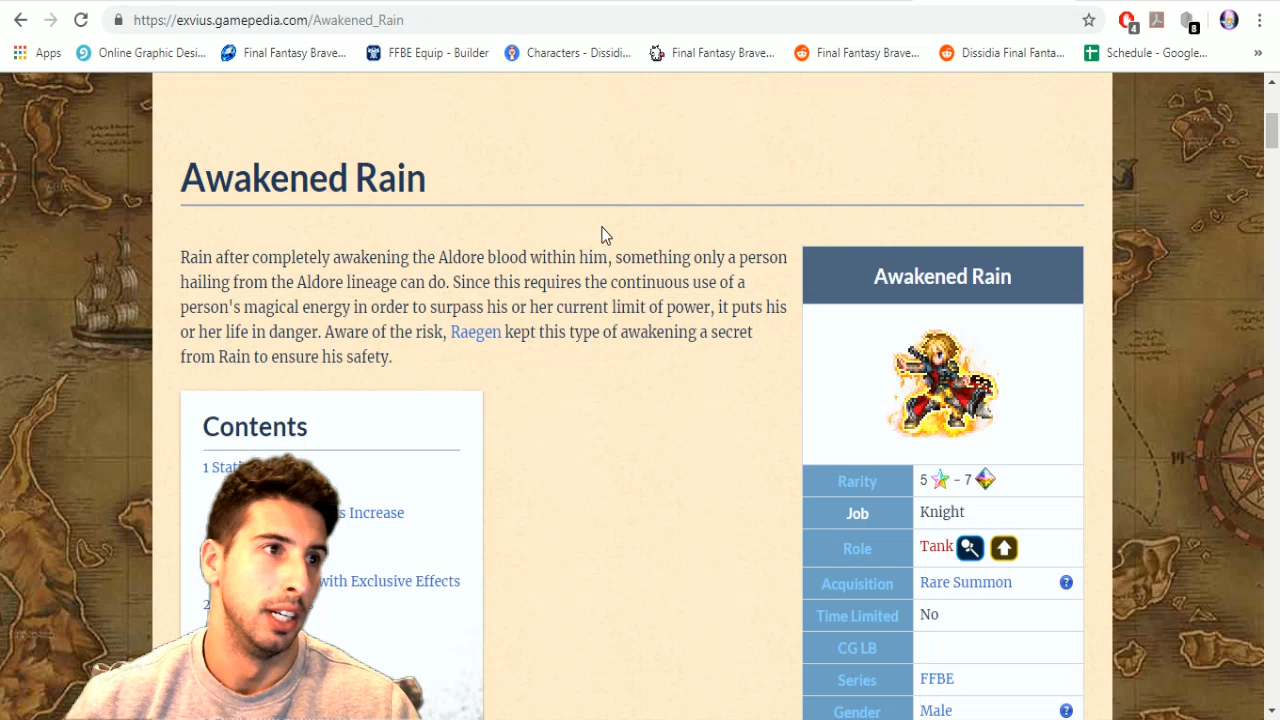 https://exvius.gamepedia.com/Awakened_Rain
4
8
Apps
Online Graphic Desi...
Final Fantasy Brave...
FFBE Equip - Builder
Characters - Dissidi...
Final Fantasy Brave...
Final Fantasy Brave...
Dissidia Final Fanta...
Schedule - Google...
»
Awakened Rain
Rain after completely awakening the Aldore blood within him, something only a person
hailing from the Aldore lineage can do. Since this requires the continuous use of a
person's magical energy in order to surpass his or her current limit of power, it puts his
or her life in danger. Aware of the risk, Raegen kept this type of awakening a secret
from Rain to ensure his safety.
Contents
1 Stati
s Increase
with Exclusive Effects
2
Awakened Rain
Rarity 5 – 7
Job Knight
Role Tank
Acquisition Rare Summon ?
Time Limited No
CG LB
Series FFBE
Gender Male ?